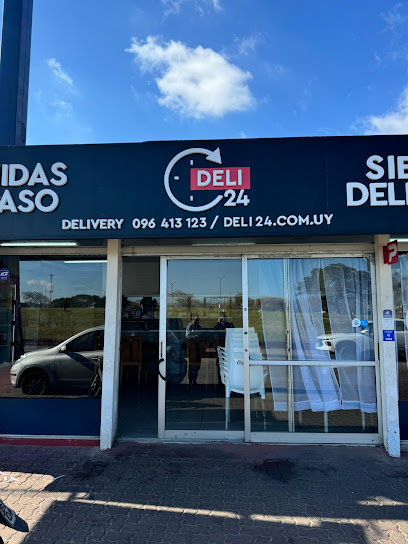 IDAS
ASO
DELI
24
SIE
DELI
DELIVERY 096 413 123 / DELI24.COM.UY